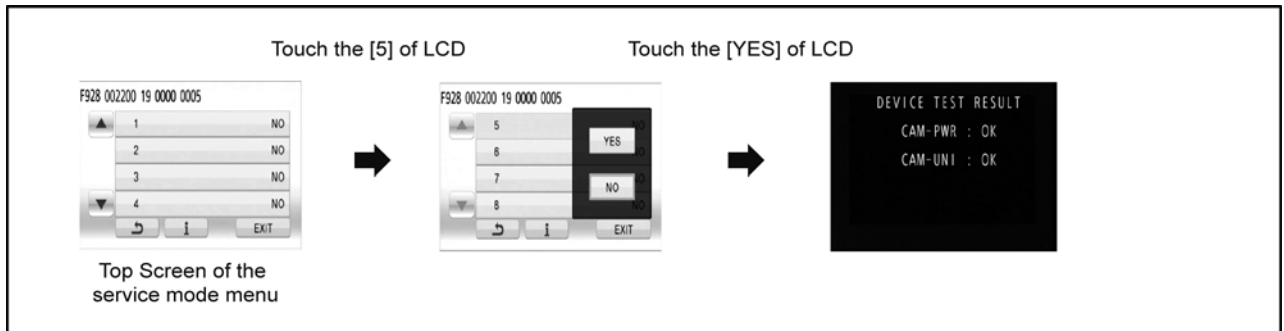 Touch the [5] of LCD
Touch the [YES] of LCD
F928 002200 19 0000 0005
1 NO
2 NO
3 NO
4 NO
i EXIT
Top Screen of the
service mode menu
F928 002200 19 0000 0005
5 NO
6
7
8 NO
YES
NO
i EXIT
DEVICE TEST RESULT
CAM-PWR : OK
CAM-UNI : OK